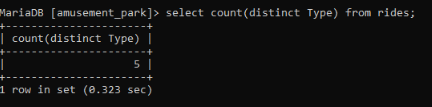 MariaDB [amusement_park]> select count(distinct Type) from rides;
+----------------------+
| count(distinct Type) |
+----------------------+
|                    5 |
+----------------------+
1 row in set (0.323 sec)